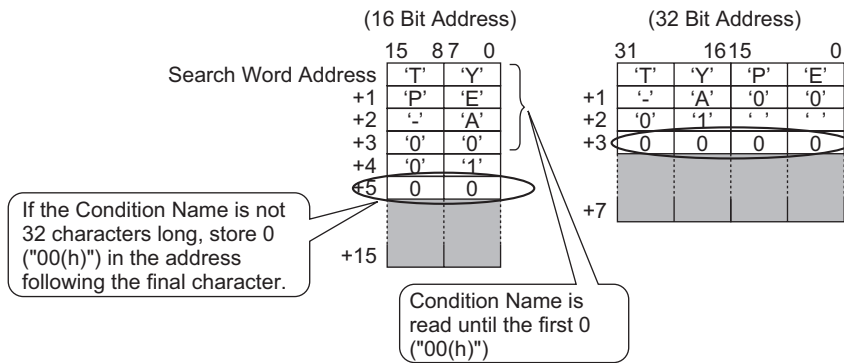 (16 Bit Address)
(32 Bit Address)
15 8 7 0
31 16 15 0
Search Word Address 'T' 'Y'
+1 'P' 'E'
+2 '-' 'A'
+3 '0' '0'
+4 '0' '1'
+5 0 0
+15
'T' 'Y' 'P' 'E'
+1 '-' 'A' '0' '0'
+2 '0' '1' ' ' ' '
+3 0 0 0 0
+7
If the Condition Name is not
32 characters long, store 0
("00(h)") in the address
following the final character.
Condition Name is
read until the first 0
("00(h)")